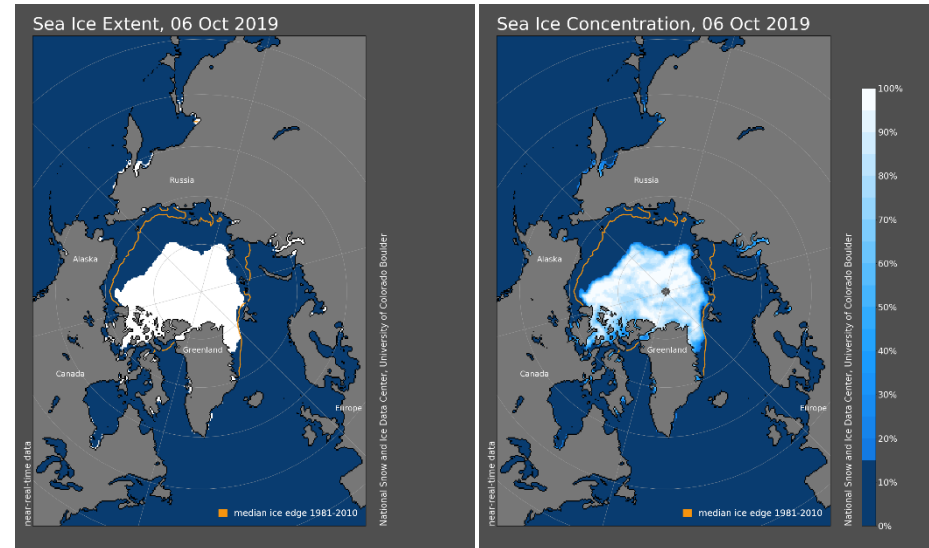 Sea Ice Extent, 06 Oct 2019
Russia
Alaska
Canada
Greenland
Europe
near-real-time data
National Snow and Ice Data Center, University of Colorado Boulder
median ice edge 1981-2010
Sea Ice Concentration, 06 Oct 2019
Russia
Alaska
Canada
Greenland
Europe
near-real-time data
National Snow and Ice Data Center, University of Colorado Boulder
median ice edge 1981-2010
100%
90%
80%
70%
60%
50%
40%
30%
20%
10%
0%